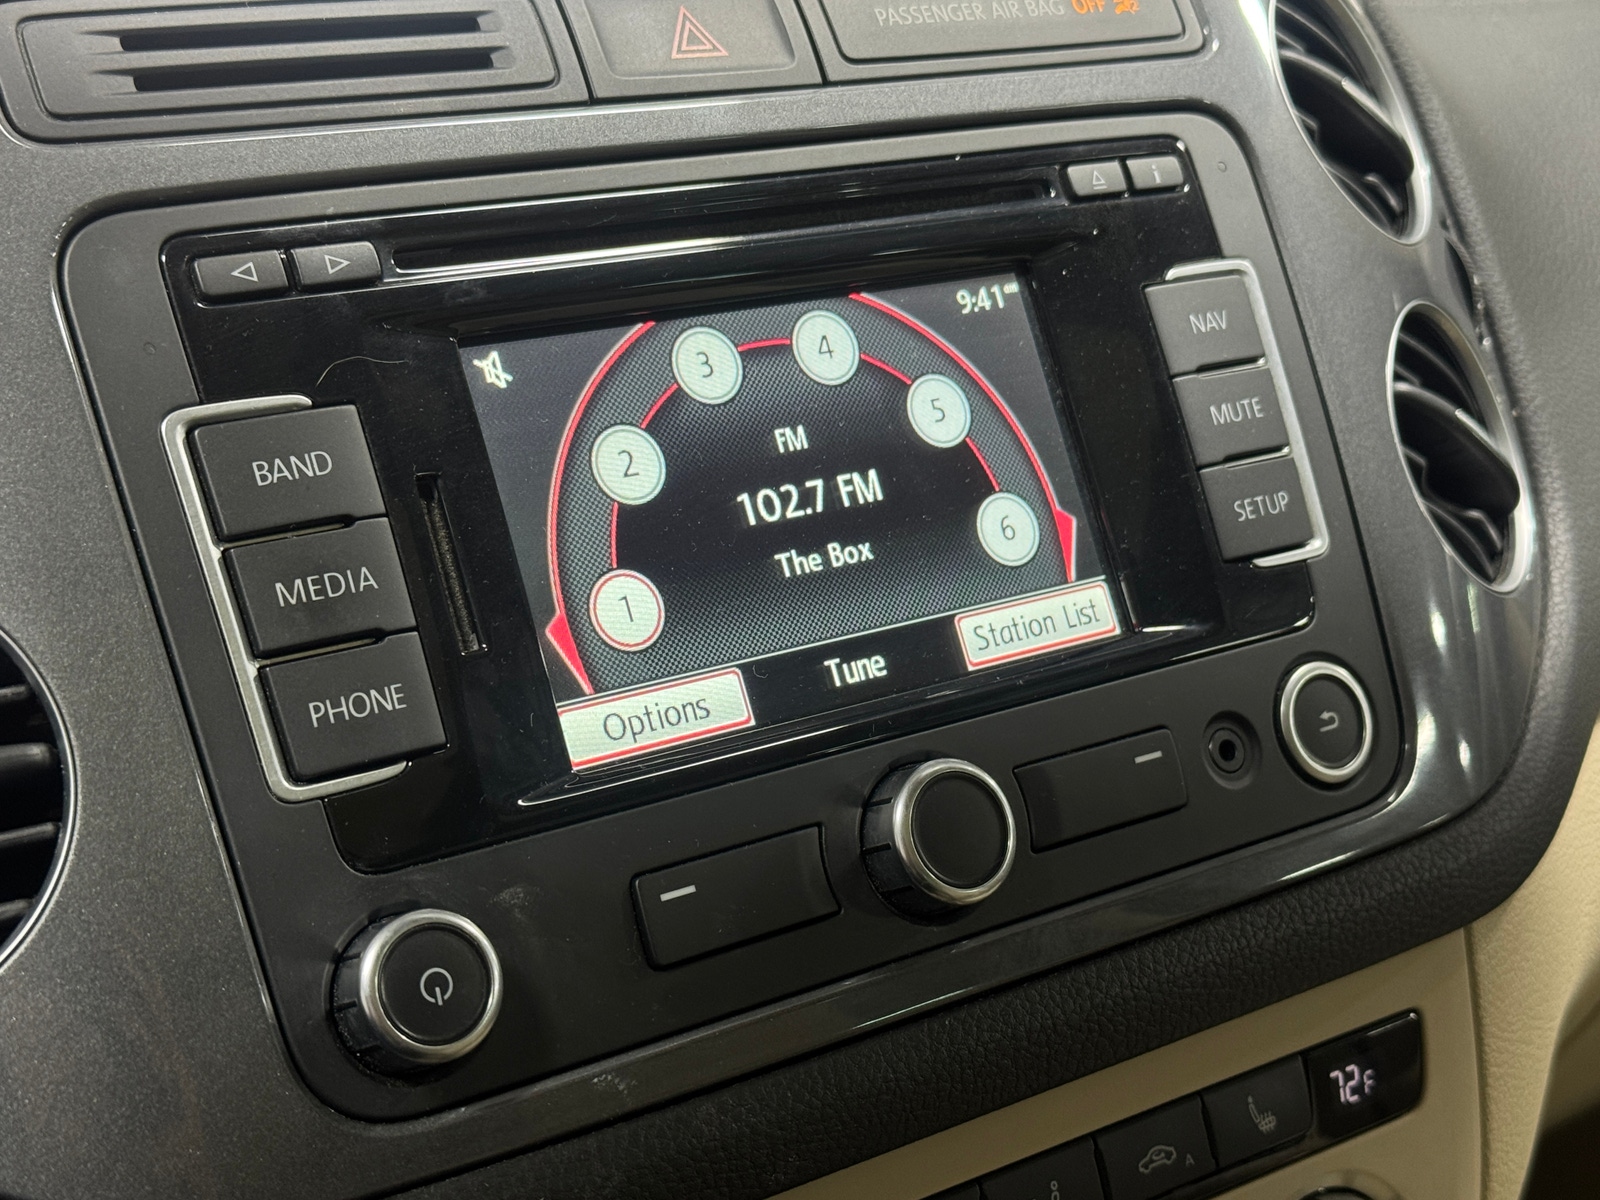 PASSENGER AIR BAG OFF
i
9:41 am
NAV
MUTE
SETUP
BAND
MEDIA
PHONE
3
4
2
5
1
6
FM
102.7 FM
The Box
Options
Tune
Station List
72F
A